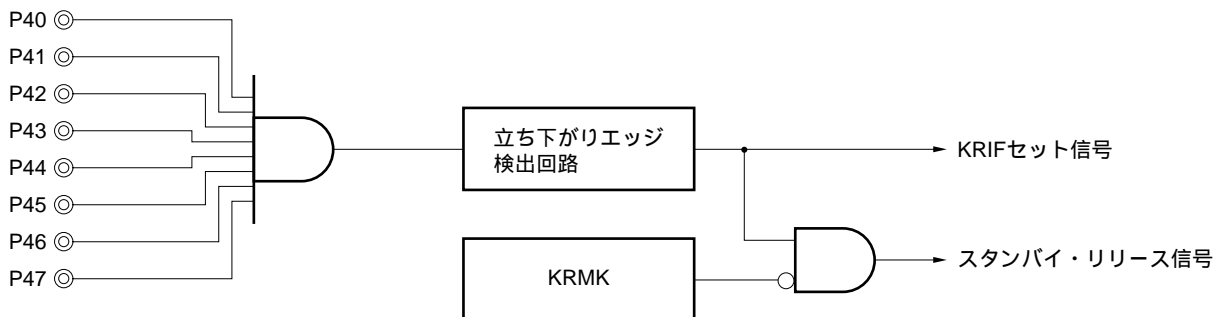 P40
P41
P42
P43
P44
P45
P46
P47
立ち下がりエッジ
検出回路
KRMK
KRIFセット信号
スタンバイ・リリース信号